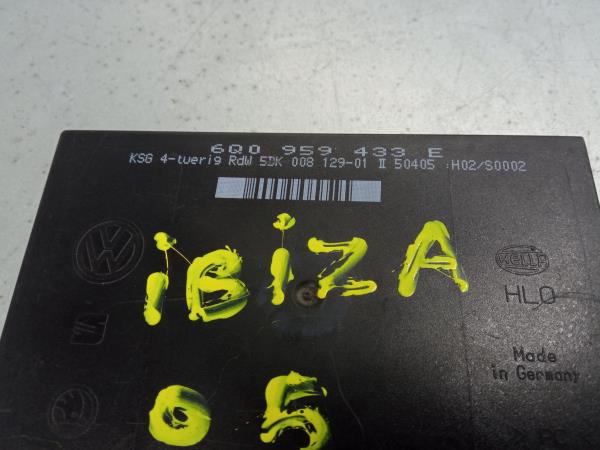 6Q0 959 433 E
KSG 4-tuerig RdW 5DK 008 129-01 II 50405 :H02/S0002
iBiZA
HELLA
HLO
Made
in Germany
05
> PC